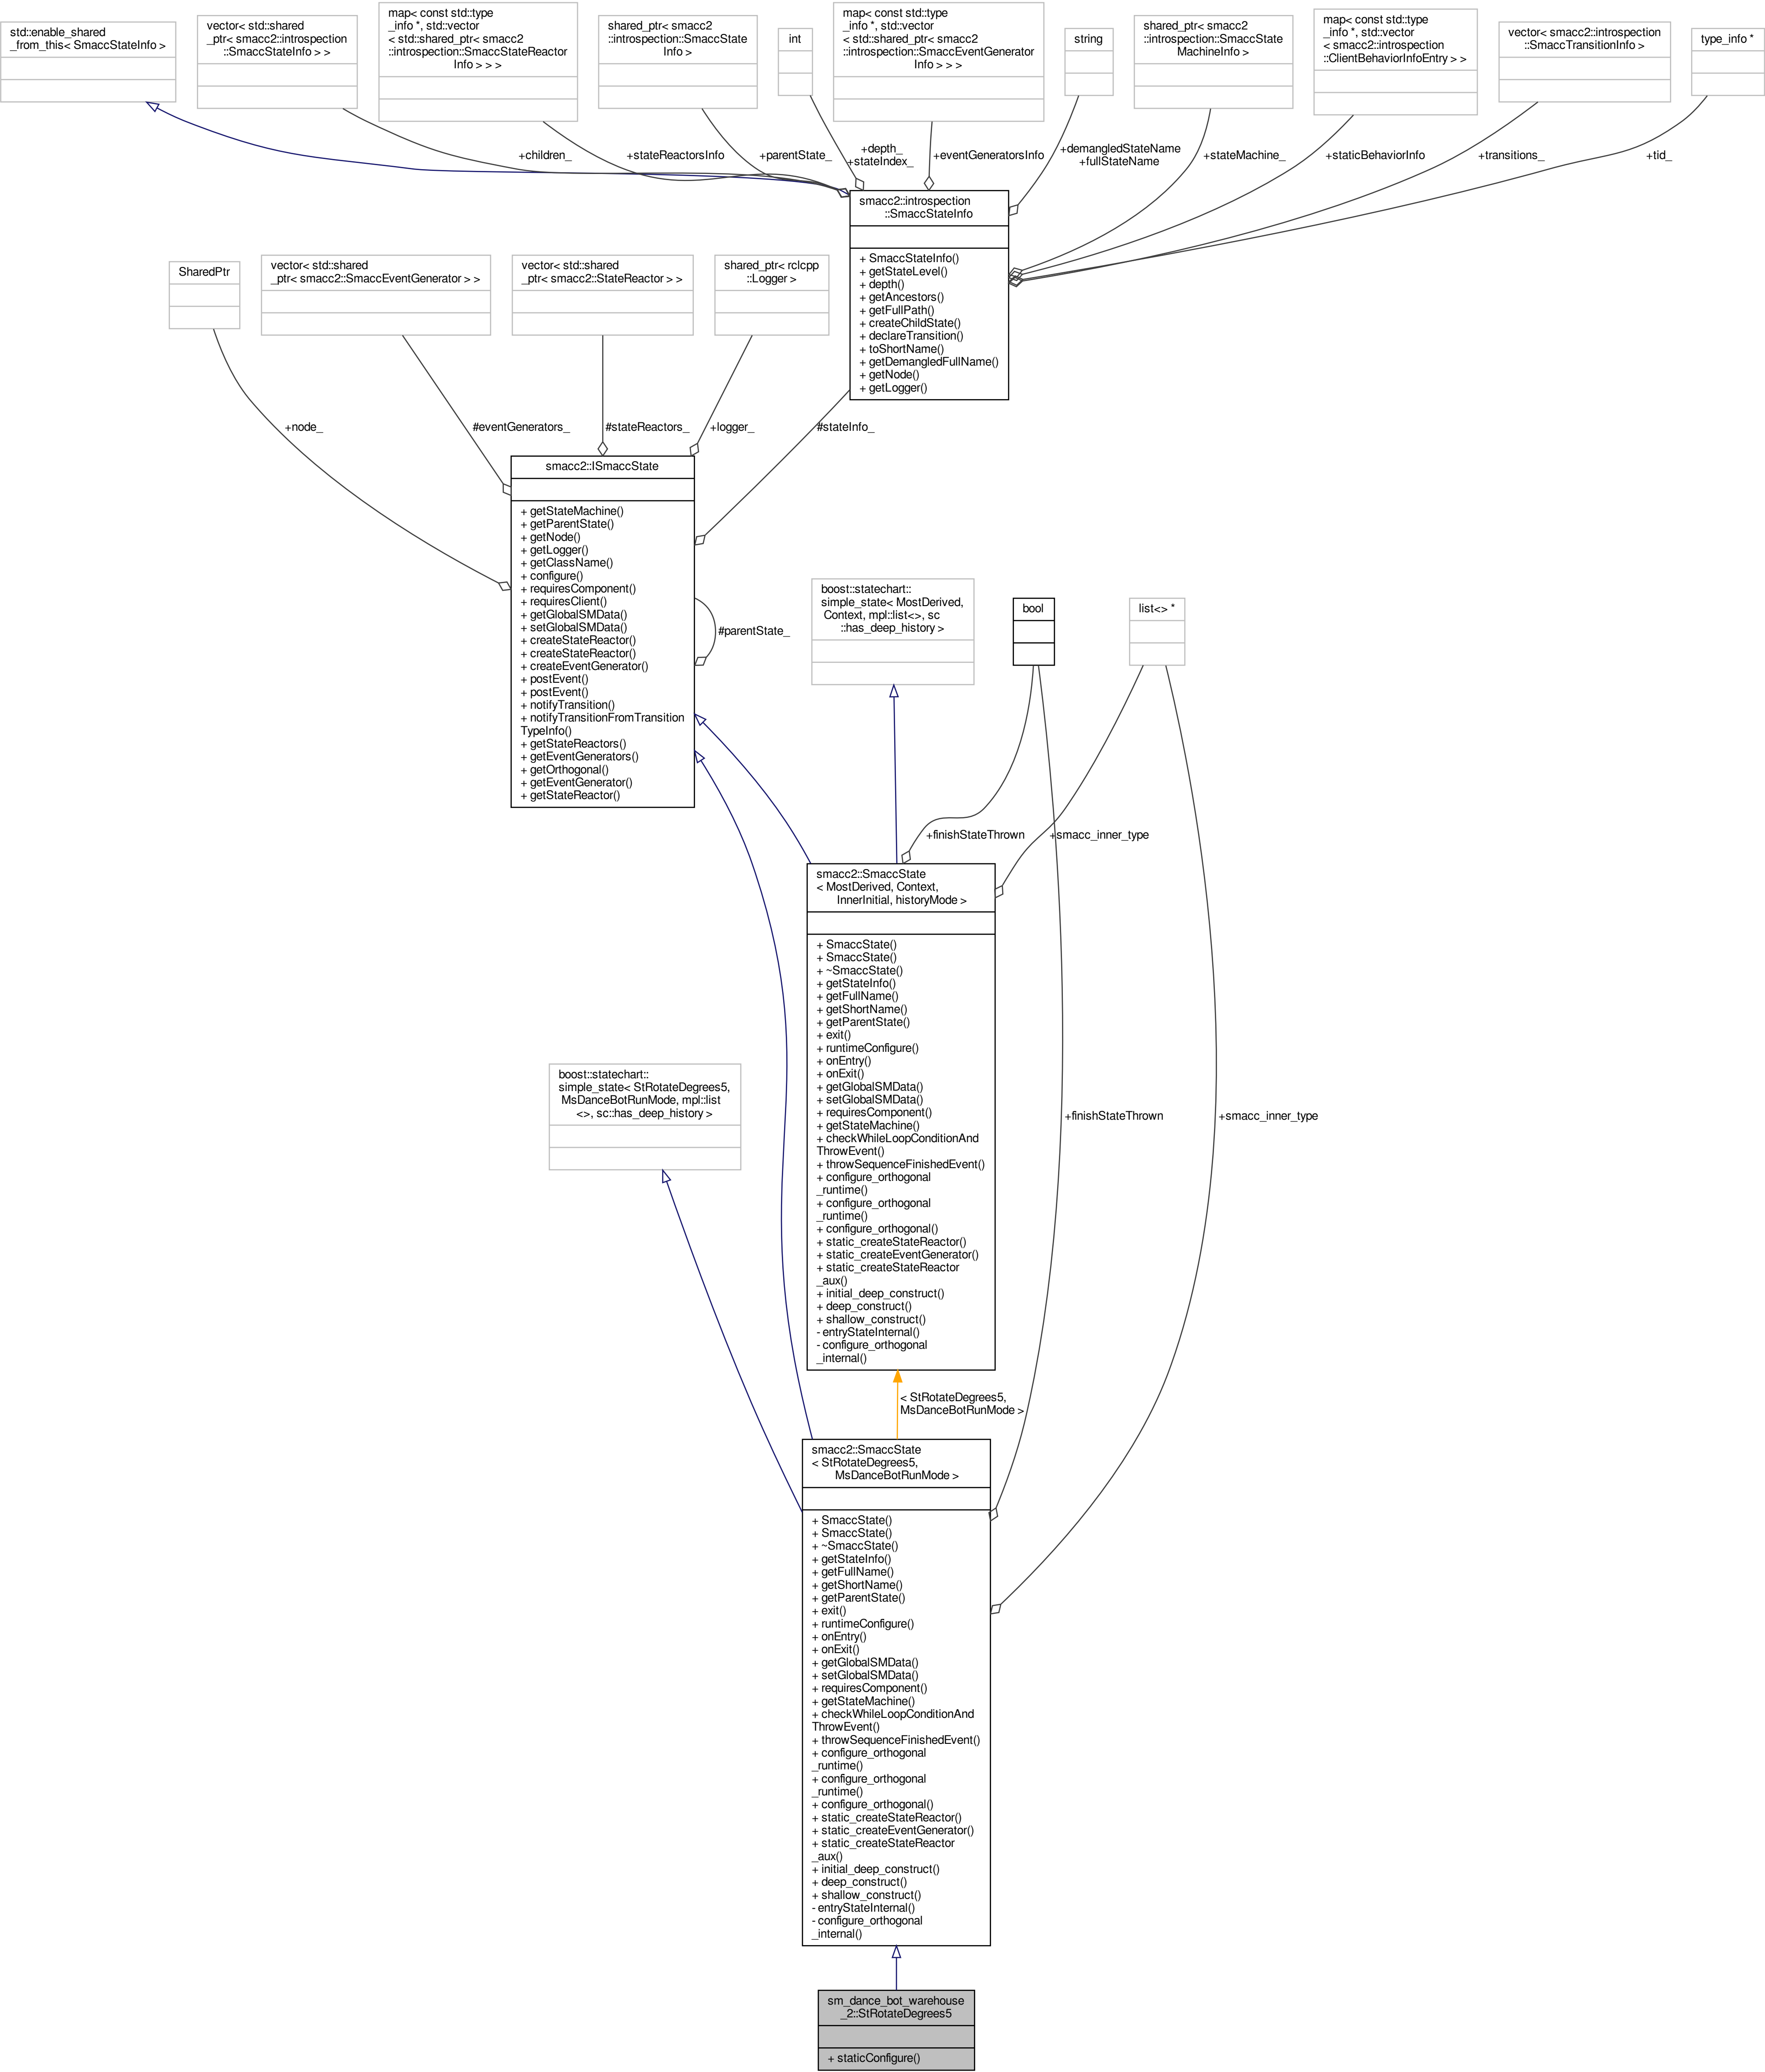 std::enable_shared
_from_this< SmaccStateInfo >
vector< std::shared
_ptr< smacc2::introspection
::SmaccStateInfo > >
map< const std::type
_info *, std::vector
< std::shared_ptr< smacc2
::introspection::SmaccStateReactor
Info > > >
shared_ptr< smacc2
::introspection::SmaccState
Info >
int
map< const std::type
_info *, std::vector
< std::shared_ptr< smacc2
::introspection::SmaccEventGenerator
Info > > >
string
shared_ptr< smacc2
::introspection::SmaccState
MachineInfo >
map< const std::type
_info *, std::vector
< smacc2::introspection
::ClientBehaviorInfoEntry > >
vector< smacc2::introspection
::SmaccTransitionInfo >
type_info *
+children_
+stateReactorsInfo
+parentState_
+depth_
+stateIndex_
+eventGeneratorsInfo
+demangledStateName
+fullStateName
+stateMachine_
+staticBehaviorInfo
+transitions_
+tid_
smacc2::introspection
::SmaccStateInfo
+ SmaccStateInfo()
+ getStateLevel()
+ depth()
+ getAncestors()
+ getFullPath()
+ createChildState()
+ declareTransition()
+ toShortName()
+ getDemangledFullName()
+ getNode()
+ getLogger()
SharedPtr
vector< std::shared
_ptr< smacc2::SmaccEventGenerator > >
vector< std::shared
_ptr< smacc2::StateReactor > >
shared_ptr< rclcpp
::Logger >
+node_
#eventGenerators_
#stateReactors_
+logger_
#stateInfo_
smacc2::ISmaccState
+ getStateMachine()
+ getParentState()
+ getNode()
+ getLogger()
+ getClassName()
+ configure()
+ requiresComponent()
+ requiresClient()
+ getGlobalSMData()
+ setGlobalSMData()
+ createStateReactor()
+ createStateReactor()
+ createEventGenerator()
+ postEvent()
+ postEvent()
+ notifyTransition()
+ notifyTransitionFromTransition
TypeInfo()
+ getStateReactors()
+ getEventGenerators()
+ getOrthogonal()
+ getEventGenerator()
+ getStateReactor()
#parentState_
boost::statechart::
simple_state< MostDerived,
Context, mpl::list<>, sc
::has_deep_history >
bool
list<> *
+finishStateThrown
+smacc_inner_type
smacc2::SmaccState
< MostDerived, Context,
InnerInitial, historyMode >
+ SmaccState()
+ SmaccState()
+ ~SmaccState()
+ getStateInfo()
+ getFullName()
+ getShortName()
+ getParentState()
+ exit()
+ runtimeConfigure()
+ onEntry()
+ onExit()
+ getGlobalSMData()
+ setGlobalSMData()
+ requiresComponent()
+ getStateMachine()
+ checkWhileLoopConditionAnd
ThrowEvent()
+ throwSequenceFinishedEvent()
+ configure_orthogonal
_runtime()
+ configure_orthogonal
_runtime()
+ configure_orthogonal()
+ static_createStateReactor()
+ static_createEventGenerator()
+ static_createStateReactor
_aux()
+ initial_deep_construct()
+ deep_construct()
+ shallow_construct()
- entryStateInternal()
- configure_orthogonal
_internal()
boost::statechart::
simple_state< StRotateDegrees5,
MsDanceBotRunMode, mpl::list
<>, sc::has_deep_history >
+finishStateThrown
+smacc_inner_type
< StRotateDegrees5,
MsDanceBotRunMode >
smacc2::SmaccState
< StRotateDegrees5,
MsDanceBotRunMode >
+ SmaccState()
+ SmaccState()
+ ~SmaccState()
+ getStateInfo()
+ getFullName()
+ getShortName()
+ getParentState()
+ exit()
+ runtimeConfigure()
+ onEntry()
+ onExit()
+ getGlobalSMData()
+ setGlobalSMData()
+ requiresComponent()
+ getStateMachine()
+ checkWhileLoopConditionAnd
ThrowEvent()
+ throwSequenceFinishedEvent()
+ configure_orthogonal
_runtime()
+ configure_orthogonal
_runtime()
+ configure_orthogonal()
+ static_createStateReactor()
+ static_createEventGenerator()
+ static_createStateReactor
_aux()
+ initial_deep_construct()
+ deep_construct()
+ shallow_construct()
- entryStateInternal()
- configure_orthogonal
_internal()
sm_dance_bot_warehouse
_2::StRotateDegrees5
+ staticConfigure()